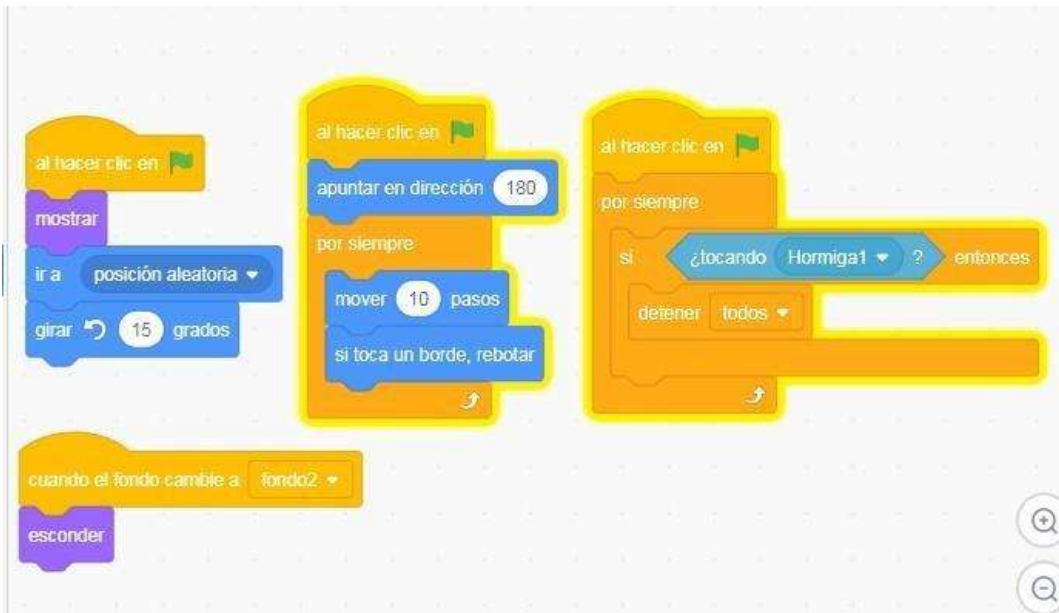 al hacer clic en
mostrar
ir a posición aleatoria
girar 15 grados
al hacer clic en
apuntar en dirección 180
por siempre
mover 10 pasos
si toca un borde, rebotar
al hacer clic en
por siempre
si ¿tocando Hormiga1 ? entonces
detener todos
cuando el fondo cambie a fondo2
esconder